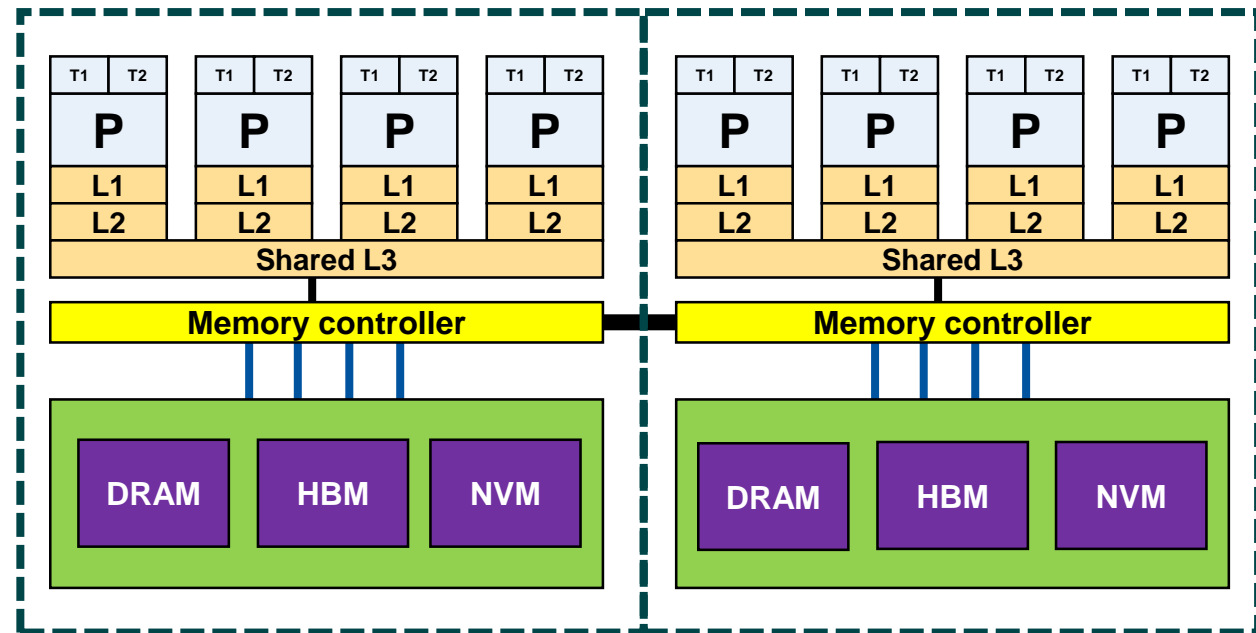 T1 T2 T1 T2 T1 T2 T1 T2 T1 T2 T1 T2 T1 T2 T1 T2
P P P P P P P P
L1 L1 L1 L1 L1 L1 L1 L1
L2 L2 L2 L2 L2 L2 L2 L2
Shared L3 Shared L3
Memory controller Memory controller
DRAM HBM NVM DRAM HBM NVM